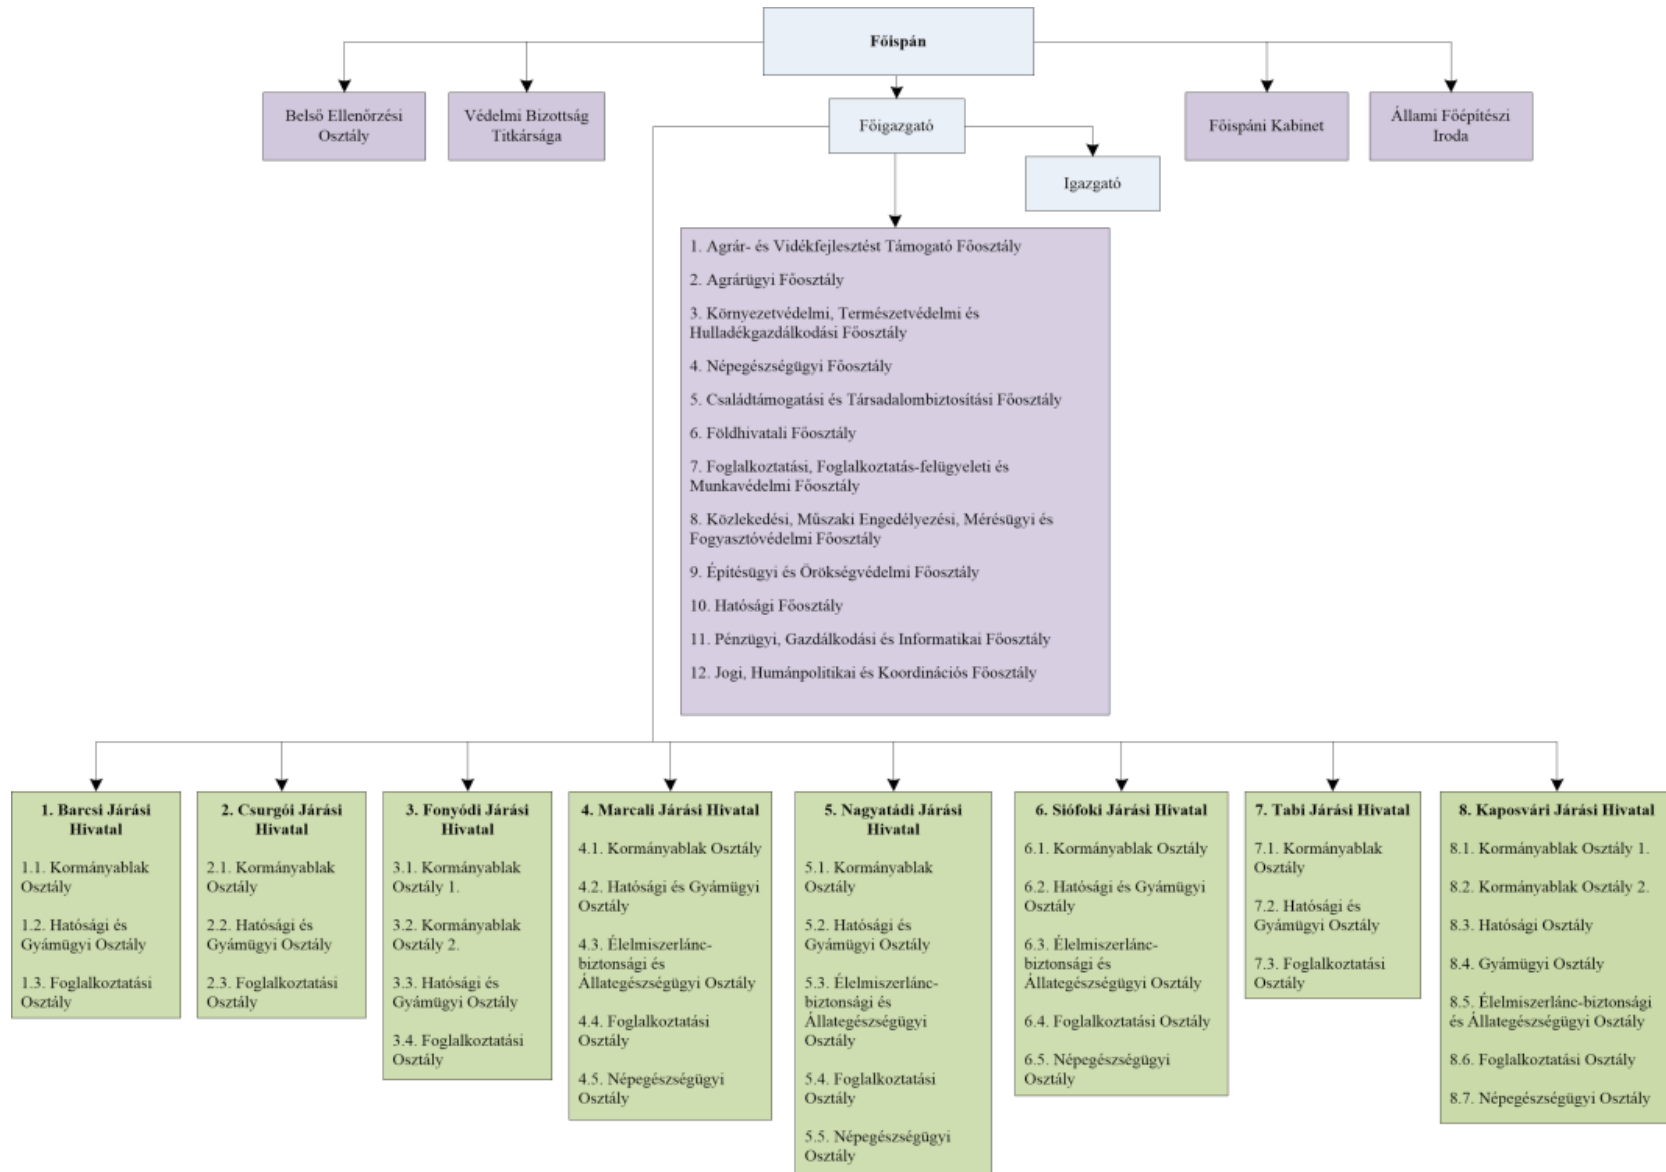 Főispán
Belső Ellenőrzési
Osztály
Védelmi Bizottság
Titkársága
Főigazgató
Igazgató
Főispáni Kabinet
Állami Főépítészi
Iroda
1. Agrár- és Vidékfejlesztést Támogató Főosztály
2. Agrárügyi Főosztály
3. Környezetvédelmi, Természetvédelmi és
Hulladékgazdálkodási Főosztály
4. Népegészségügyi Főosztály
5. Családtámogatási és Társadalombiztosítási Főosztály
6. Földhivatali Főosztály
7. Foglalkoztatási, Foglalkoztatás-felügyeleti és
Munkavédelmi Főosztály
8. Közlekedési, Műszaki Engedélyezési, Mérésügyi és
Fogyasztóvédelmi Főosztály
9. Építésügyi és Örökségvédelmi Főosztály
10. Hatósági Főosztály
11. Pénzügyi, Gazdálkodási és Informatikai Főosztály
12. Jogi, Humánpolitikai és Koordinációs Főosztály
1. Barcsi Járási
Hivatal
1.1. Kormányablak
Osztály
1.2. Hatósági és
Gyámügyi Osztály
1.3. Foglalkoztatási
Osztály
2. Csurgói Járási
Hivatal
2.1. Kormányablak
Osztály
2.2. Hatósági és
Gyámügyi Osztály
2.3. Foglalkoztatási
Osztály
3. Fonyódi Járási
Hivatal
3.1. Kormányablak
Osztály 1.
3.2. Kormányablak
Osztály 2.
3.3. Hatósági és
Gyámügyi Osztály
3.4. Foglalkoztatási
Osztály
4. Marcali Járási Hivatal
4.1. Kormányablak Osztály
4.2. Hatósági és Gyámügyi
Osztály
4.3. Élelmiszerlánc-
biztonsági és
Állategészségügyi Osztály
4.4. Foglalkoztatási
Osztály
4.5. Népegészségügyi
Osztály
5. Nagyatádi Járási
Hivatal
5.1. Kormányablak
Osztály
5.2. Hatósági és
Gyámügyi Osztály
5.3. Élelmiszerlánc-
biztonsági és
Állategészségügyi
Osztály
5.4. Foglalkoztatási
Osztály
5.5. Népegészségügyi
Osztály
6. Siófoki Járási Hivatal
6.1. Kormányablak Osztály
6.2. Hatósági és Gyámügyi
Osztály
6.3. Élelmiszerlánc-
biztonsági és
Állategészségügyi Osztály
6.4. Foglalkoztatási Osztály
6.5. Népegészségügyi
Osztály
7. Tabi Járási Hivatal
7.1. Kormányablak
Osztály
7.2. Hatósági és
Gyámügyi Osztály
7.3. Foglalkoztatási
Osztály
8. Kaposvári Járási Hivatal
8.1. Kormányablak Osztály 1.
8.2. Kormányablak Osztály 2.
8.3. Hatósági Osztály
8.4. Gyámügyi Osztály
8.5. Élelmiszerlánc-biztonsági
és Állategészségügyi Osztály
8.6. Foglalkoztatási Osztály
8.7. Népegészségügyi Osztály